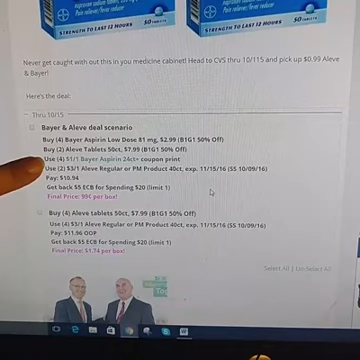 STRENGTH TO LAST 12 HOURS
50 TABLETS
STRENGTH TO LAST 12 HOURS
50 TABLETS
Never get caught with out this in you medicine cabinet! Head to CVS thru 10/115 and pick up $0.99 Aleve
& Bayer!
Here's the deal:
Thru 10/15
Bayer & Aleve deal scenario
Buy (4) Bayer Aspirin Low Dose 81 mg, $2.99 (B1G1 50% Off)
Buy (2) Aleve Tablets 50ct, $7.99 (B1G1 50% Off)
Use (4) $1/1 Bayer Aspirin 24ct+ coupon print
Use (2) $3/1 Aleve Regular or PM Product 40ct, exp. 11/15/16 (SS 10/09/16)
Pay: $10.94
Get back $5 ECB for Spending $20 (limit 1)
Final Price: 99¢ per box!
Buy (4) Aleve tablets 50ct, $7.99 (B1G1 50% Off)
Use (4) $3/1 Aleve Regular or PM Product 40ct, exp. 11/15/16 (SS 10/09/16)
Pay: $11.96 OOP
Get back $5 ECB for Spending $20 (limit 1)
Final Price: $1.74 per box!
Select All | Un-Select All